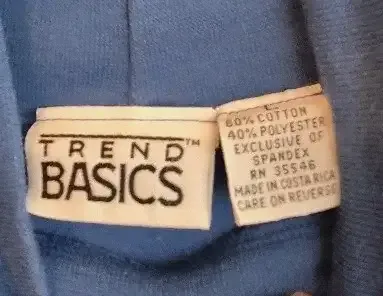 TREND™
BASICS
L
60% COTTON
40% POLYESTER
EXCLUSIVE OF
SPANDEX
RN 35546
MADE IN COSTA RICA
CARE ON REVERSE